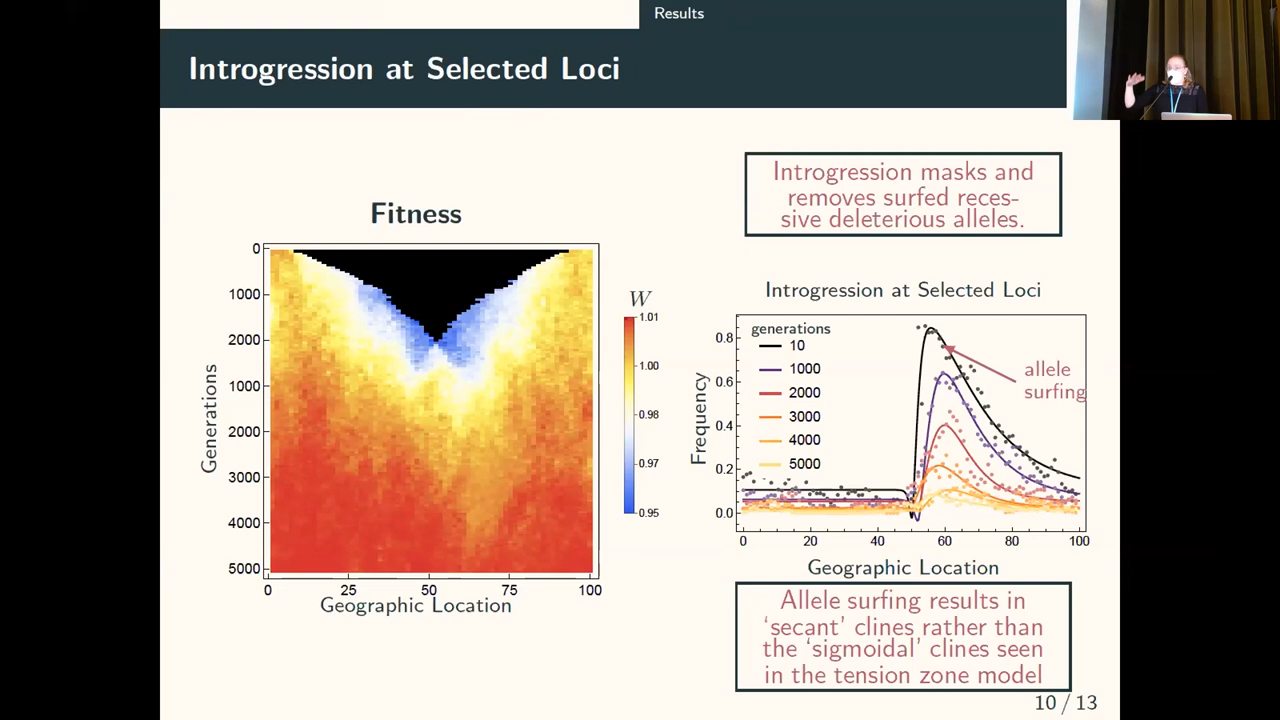 Results
Introgression at Selected Loci
Introgression masks and
removes surfed reces-
sive deleterious alleles.
Fitness
0
1000
2000
1000
2000
3000
4000
5000
Generations
0
25
50
75
100
Geographic Location
W
1.01
1.00
0.98
0.97
0.95
Introgression at Selected Loci
generations
10
1000
2000
3000
4000
5000
allele
surfing
Frequency
0.8
0.6
0.4
0.2
0.0
0
20
40
60
80
100
Geographic Location
Allele surfing results in
‘secant’ clines rather than
the ‘sigmoidal’ clines seen
in the tension zone model
10 / 13